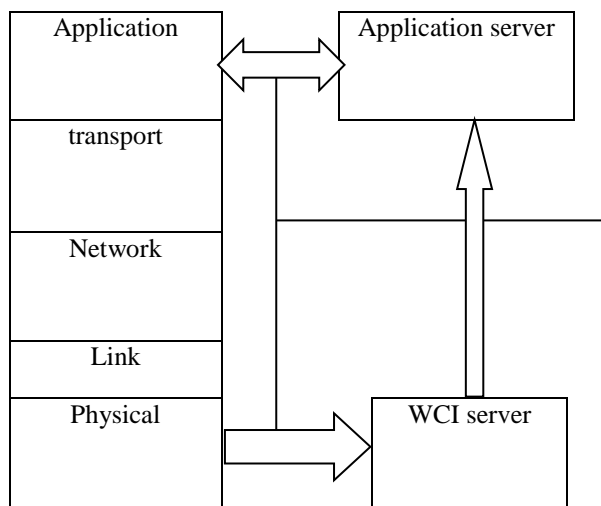 Application
Application server
transport
Network
Link
Physical
WCI server